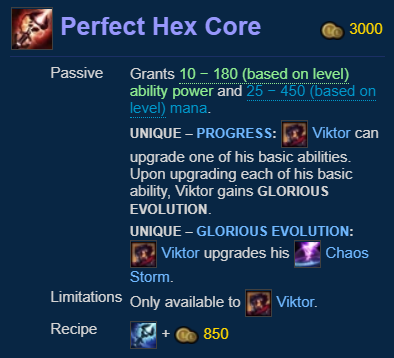 Perfect Hex Core 3000
Passive Grants 10 − 180 (based on level)
ability power and 25 − 450 (based on
level) mana.
UNIQUE – PROGRESS: Viktor can
upgrade one of his basic abilities.
Upon upgrading each of his basic
ability, Viktor gains GLORIOUS
EVOLUTION.
UNIQUE – GLORIOUS EVOLUTION:
Viktor upgrades his Chaos
Storm.
Limitations Only available to Viktor.
Recipe + 850